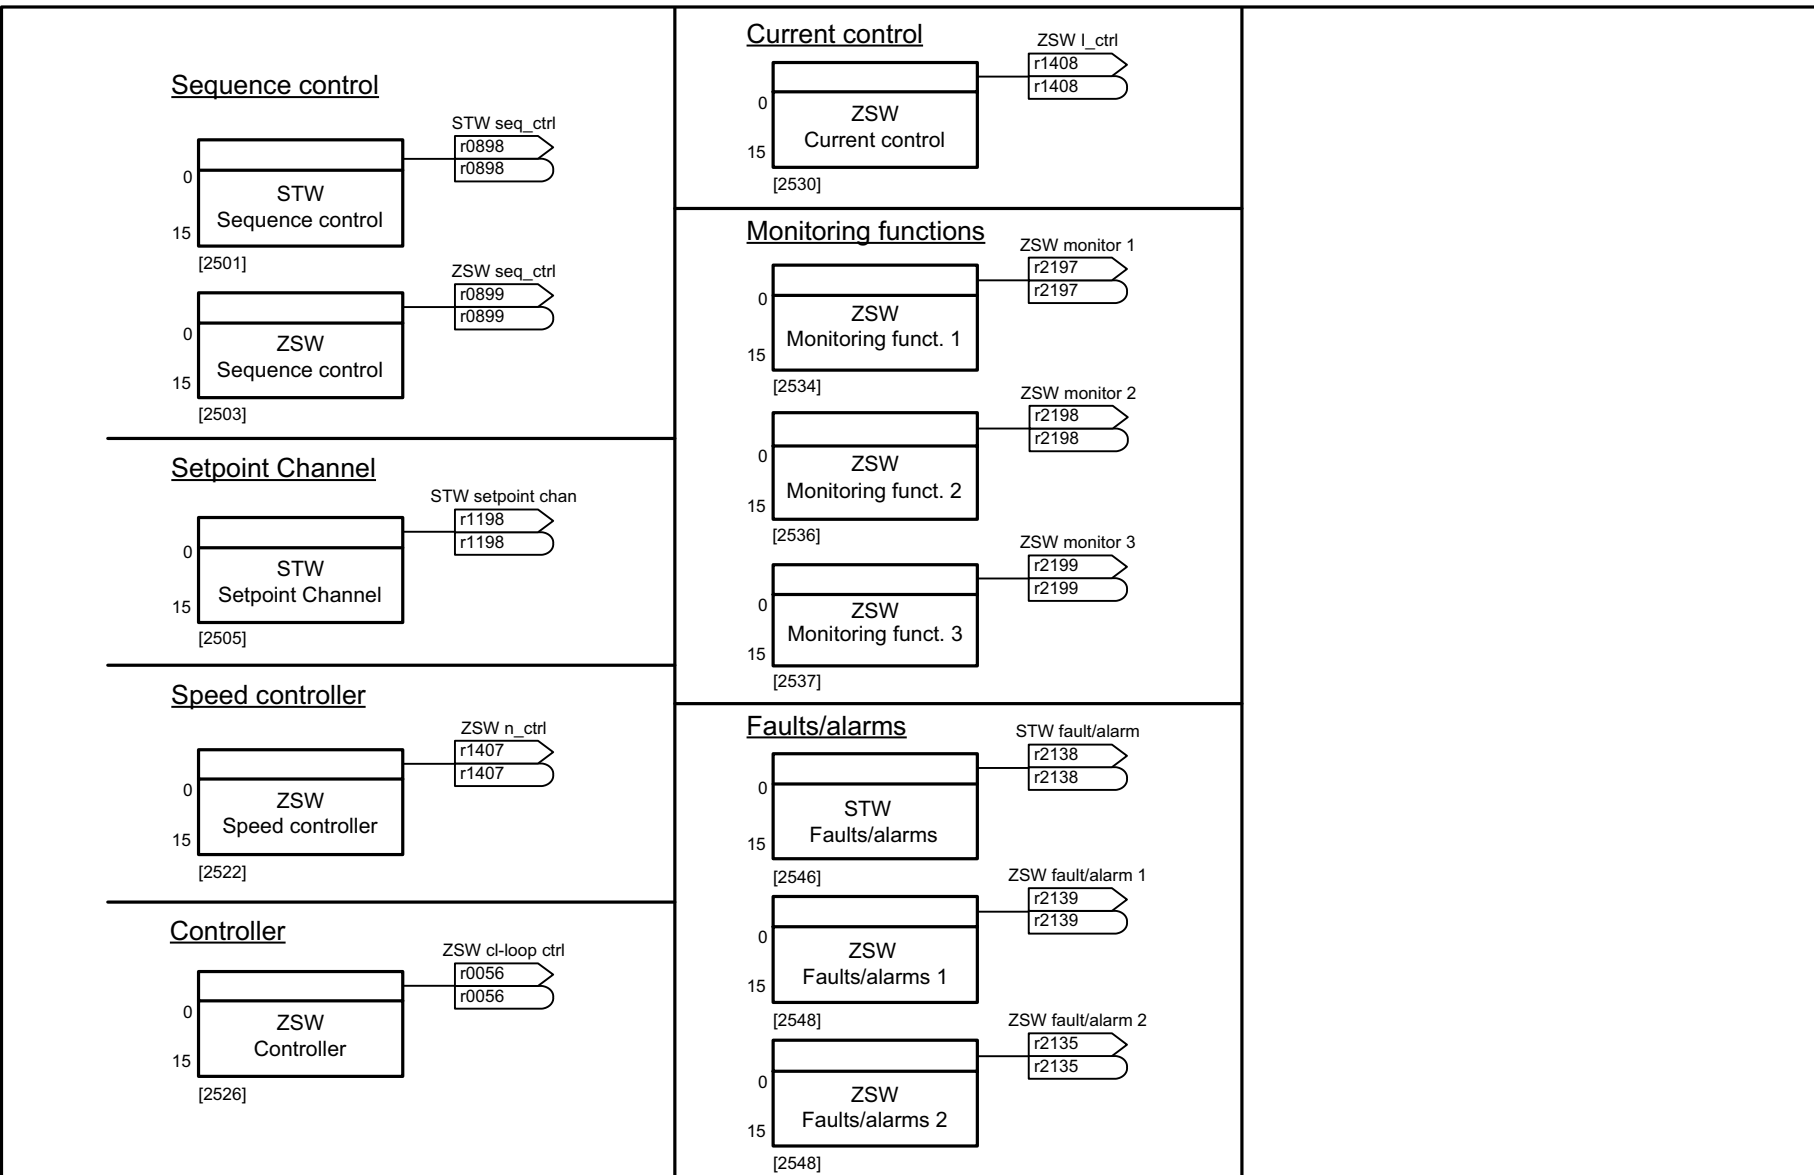 Sequence control
STW seq_ctrl
r0898
r0898
0
STW
Sequence control
15
[2501]
ZSW seq_ctrl
r0899
r0899
0
ZSW
Sequence control
15
[2503]
Setpoint Channel
STW setpoint chan
r1198
r1198
0
STW
Setpoint Channel
15
[2505]
Speed controller
ZSW n_ctrl
r1407
r1407
0
ZSW
Speed controller
15
[2522]
Controller
ZSW cl-loop ctrl
r0056
r0056
0
ZSW
Controller
15
[2526]
Current control
ZSW I_ctrl
r1408
r1408
0
ZSW
Current control
15
[2530]
Monitoring functions
ZSW monitor 1
r2197
r2197
0
ZSW
Monitoring funct. 1
15
[2534]
ZSW monitor 2
r2198
r2198
0
ZSW
Monitoring funct. 2
15
[2536]
ZSW monitor 3
r2199
r2199
0
ZSW
Monitoring funct. 3
15
[2537]
Faults/alarms
STW fault/alarm
r2138
r2138
0
STW
Faults/alarms
15
[2546]
ZSW fault/alarm 1
r2139
r2139
0
ZSW
Faults/alarms 1
15
[2548]
ZSW fault/alarm 2
r2135
r2135
0
ZSW
Faults/alarms 2
15
[2548]